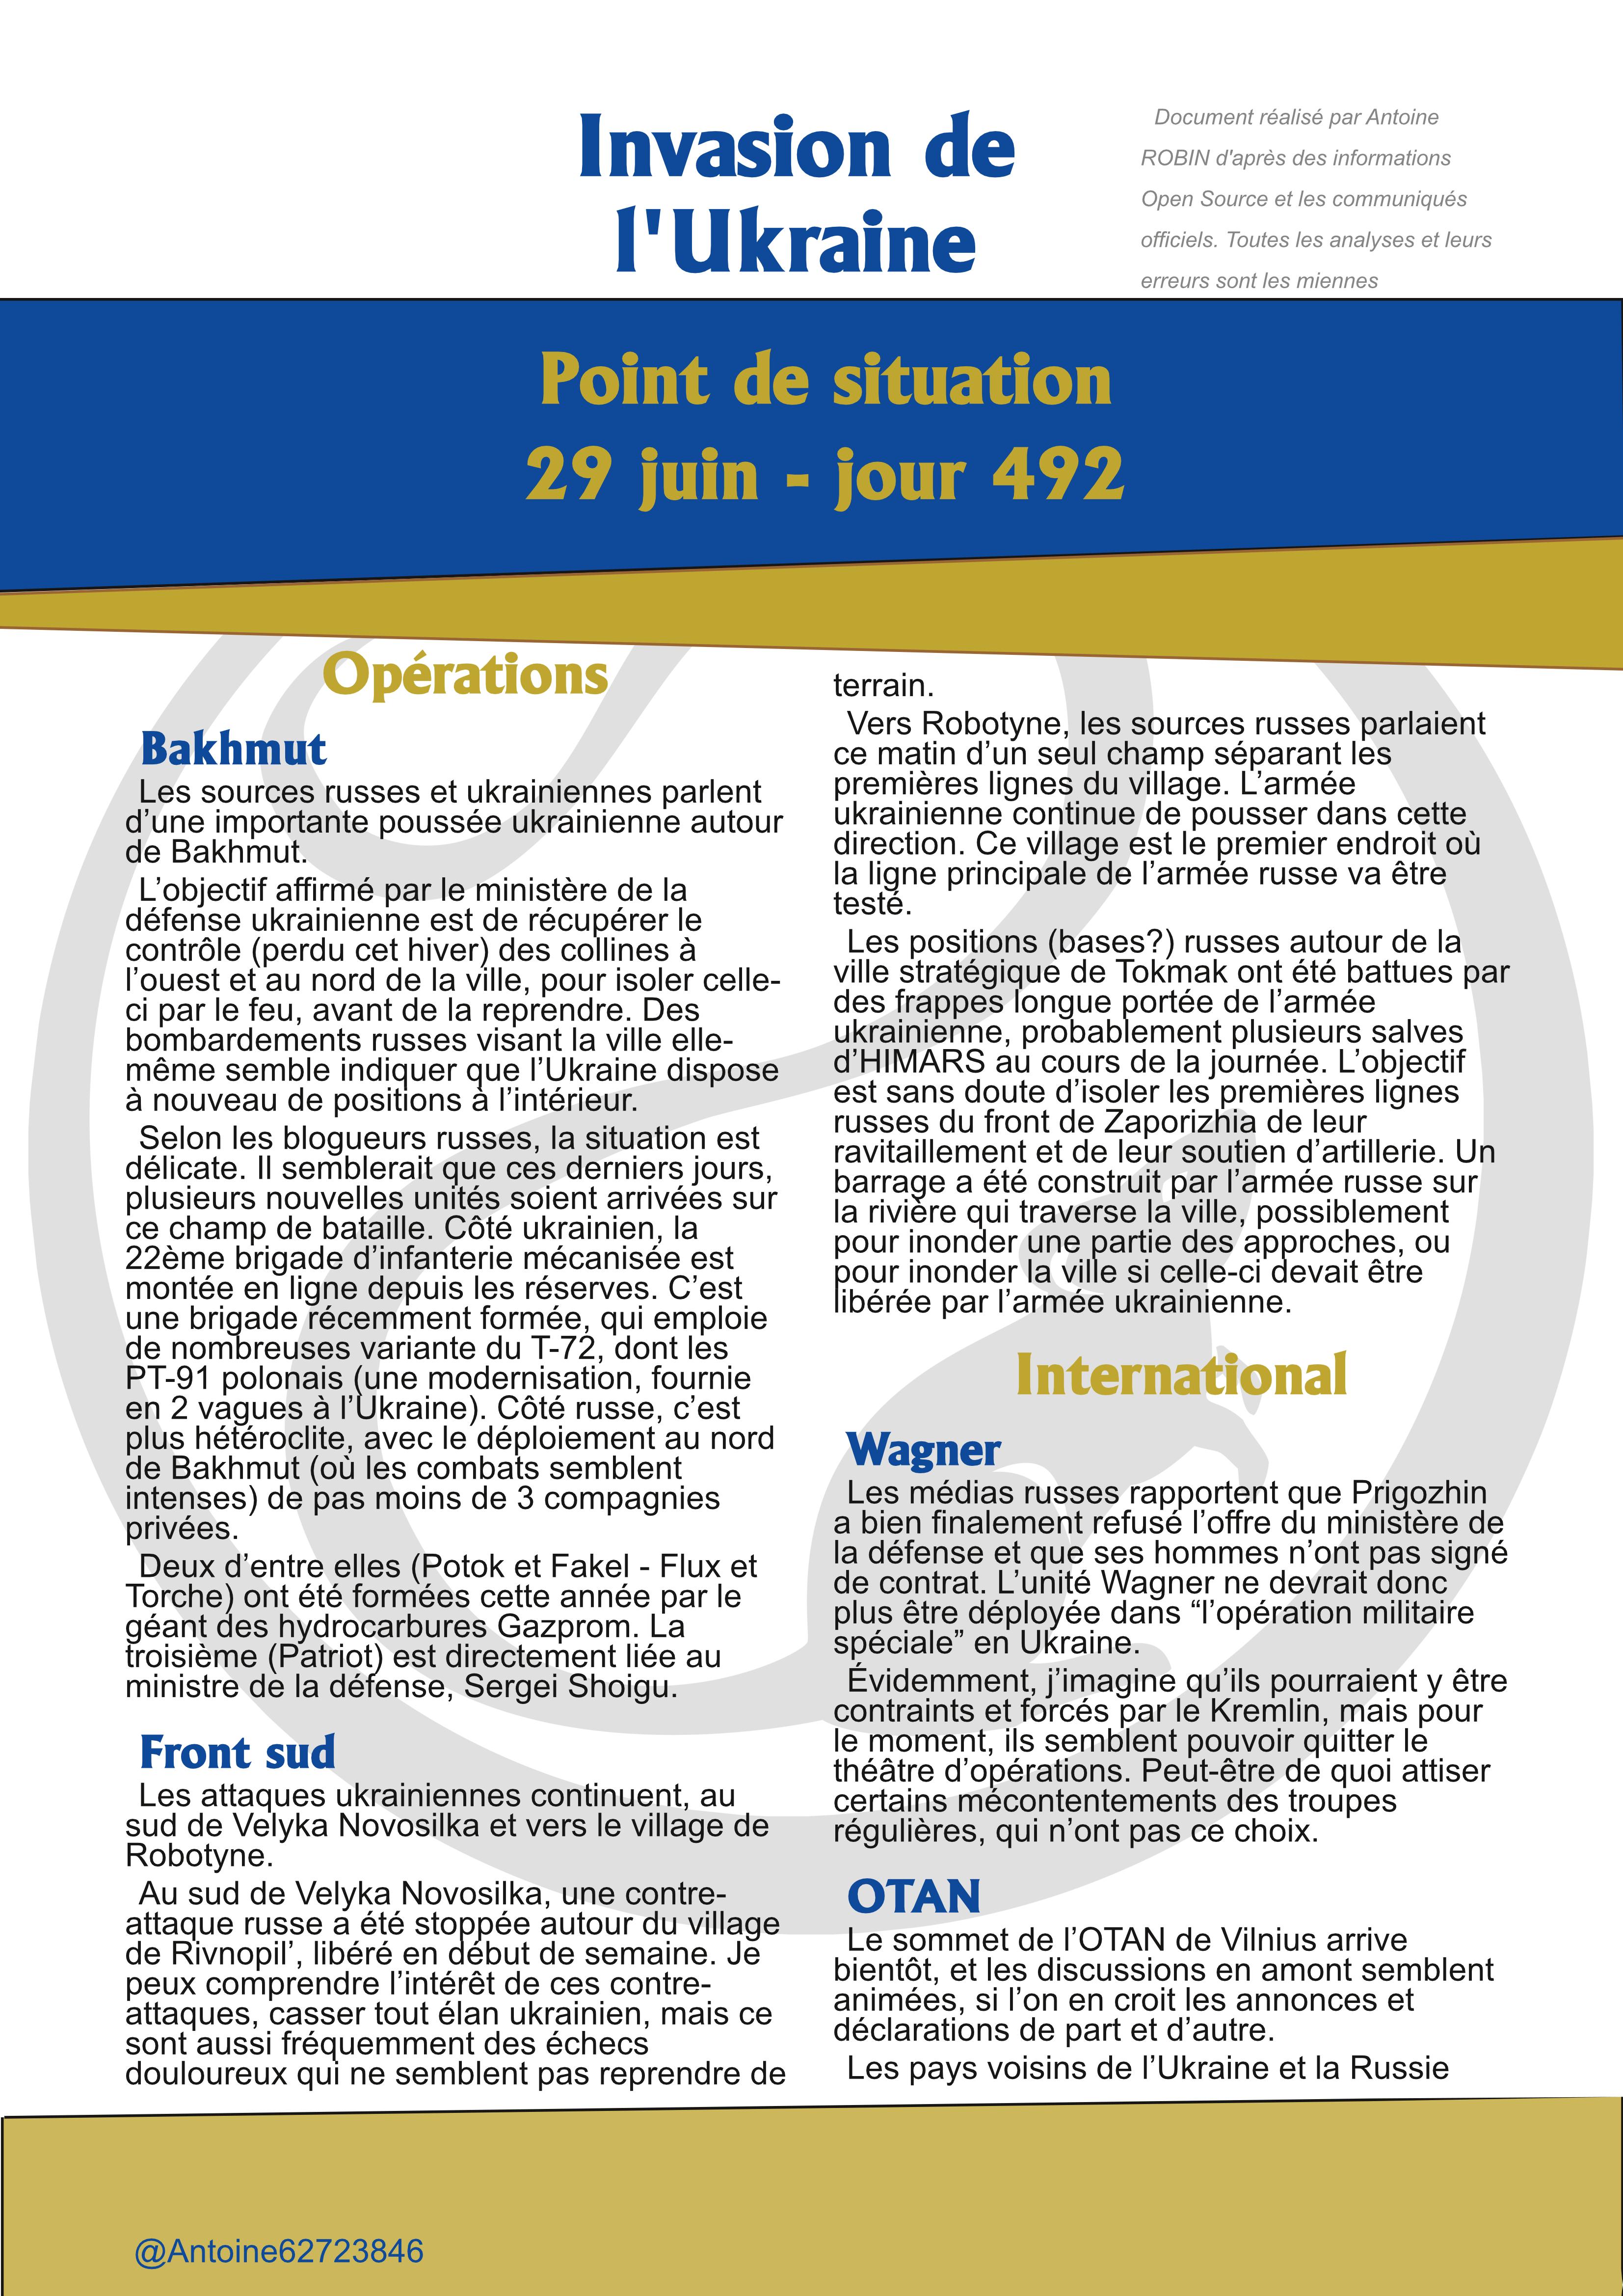 Invasion de
l'Ukraine
Document réalisé par Antoine
ROBIN d'après des informations
Open Source et les communiqués
officiels. Toutes les analyses et leurs
erreurs sont les miennes
Point de situation
29 juin - jour 492
Opérations
Bakhmut
Les sources russes et ukrainiennes parlent
d’une importante poussée ukrainienne autour
de Bakhmut.
L’objectif affirmé par le ministère de la
défense ukrainienne est de récupérer le
contrôle (perdu cet hiver) des collines à
l’ouest et au nord de la ville, pour isoler celle-
ci par le feu, avant de la reprendre. Des
bombardements russes visant la ville elle-
même semble indiquer que l’Ukraine dispose
à nouveau de positions à l’intérieur.
Selon les blogueurs russes, la situation est
délicate. Il semblerait que ces derniers jours,
plusieurs nouvelles unités soient arrivées sur
ce champ de bataille. Côté ukrainien, la
22ème brigade d’infanterie mécanisée est
montée en ligne depuis les réserves. C’est
une brigade récemment formée, qui emploie
de nombreuses variante du T-72, dont les
PT-91 polonais (une modernisation, fournie
en 2 vagues à l’Ukraine). Côté russe, c’est
plus hétéroclite, avec le déploiement au nord
de Bakhmut (où les combats semblent
intenses) de pas moins de 3 compagnies
privées.
Deux d’entre elles (Potok et Fakel - Flux et
Torche) ont été formées cette année par le
géant des hydrocarbures Gazprom. La
troisième (Patriot) est directement liée au
ministre de la défense, Sergei Shoigu.
Front sud
Les attaques ukrainiennes continuent, au
sud de Velyka Novosilka et vers le village de
Robotyne.
Au sud de Velyka Novosilka, une contre-
attaque russe a été stoppée autour du village
de Rivnopil’, libéré en début de semaine. Je
peux comprendre l’intérêt de ces contre-
attaques, casser tout élan ukrainien, mais ce
sont aussi fréquemment des échecs
douloureux qui ne semblent pas reprendre de
terrain.
Vers Robotyne, les sources russes parlaient
ce matin d’un seul champ séparant les
premières lignes du village. L’armée
ukrainienne continue de pousser dans cette
direction. Ce village est le premier endroit où
la ligne principale de l’armée russe va être
testé.
Les positions (bases?) russes autour de la
ville stratégique de Tokmak ont été battues par
des frappes longue portée de l’armée
ukrainienne, probablement plusieurs salves
d’HIMARS au cours de la journée. L’objectif
est sans doute d’isoler les premières lignes
russes du front de Zaporizhia de leur
ravitaillement et de leur soutien d’artillerie. Un
barrage a été construit par l’armée russe sur
la rivière qui traverse la ville, possiblement
pour inonder une partie des approches, ou
pour inonder la ville si celle-ci devait être
libérée par l’armée ukrainienne.
International
Wagner
Les médias russes rapportent que Prigozhin
a bien finalement refusé l’offre du ministère de
la défense et que ses hommes n’ont pas signé
de contrat. L’unité Wagner ne devrait donc
plus être déployée dans “l’opération militaire
spéciale” en Ukraine.
Évidemment, j’imagine qu’ils pourraient y être
contraints et forcés par le Kremlin, mais pour
le moment, ils semblent pouvoir quitter le
théâtre d’opérations. Peut-être de quoi attiser
certains mécontentements des troupes
régulières, qui n’ont pas ce choix.
OTAN
Le sommet de l’OTAN de Vilnius arrive
bientôt, et les discussions en amont semblent
animées, si l’on en croit les annonces et
déclarations de part et d’autre.
Les pays voisins de l’Ukraine et la Russie
@Antoine62723846